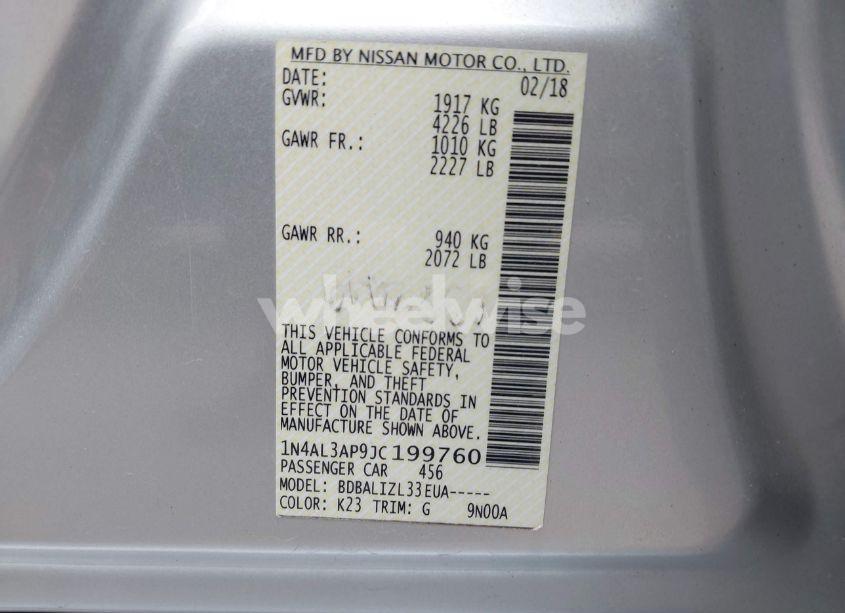 MFD BY NISSAN MOTOR CO., LTD.
DATE: 02/18
GVWR: 1917 KG
4226 LB
GAWR FR.: 1010 KG
2227 LB
GAWR RR.: 940 KG
2072 LB
wheelwise
THIS VEHICLE CONFORMS TO
ALL APPLICABLE FEDERAL
MOTOR VEHICLE SAFETY,
BUMPER, AND THEFT
PREVENTION STANDARDS IN
EFFECT ON THE DATE OF
MANUFACTURE SHOWN ABOVE.
1N4AL3AP9JC199760
PASSENGER CAR 456
MODEL: BDBALIZL33EUA-----
COLOR: K23 TRIM: G 9N00A